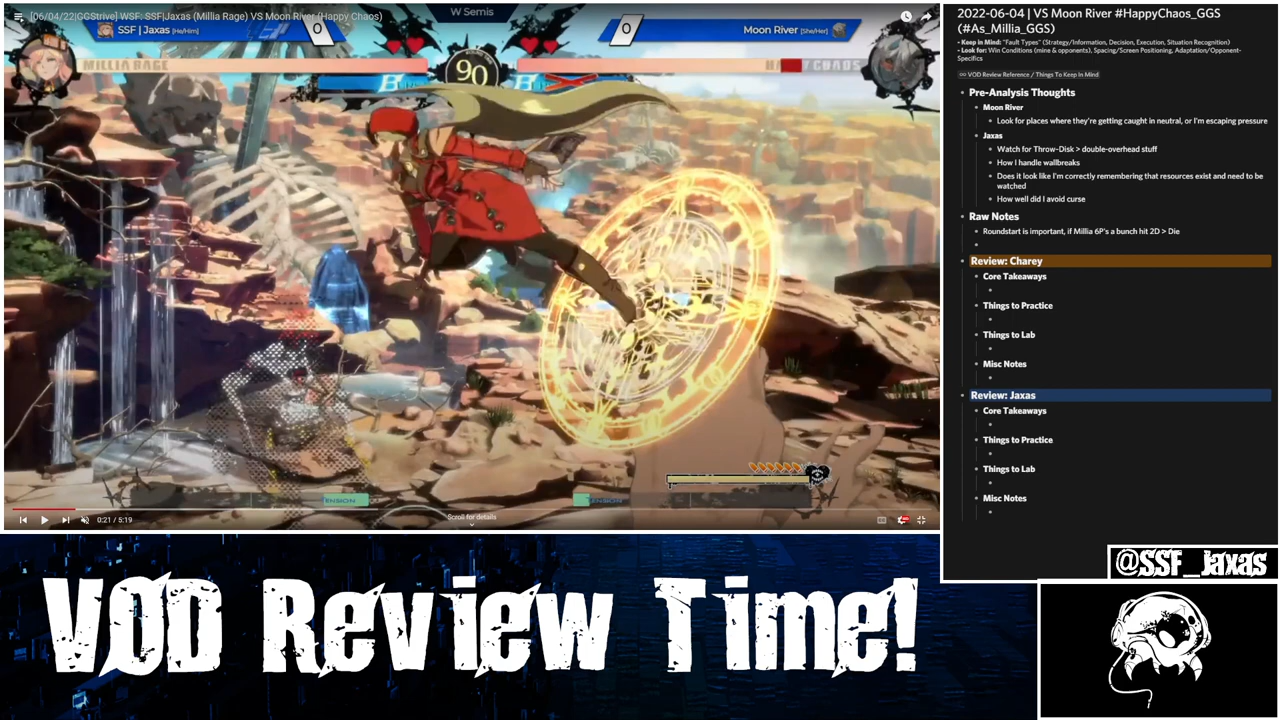 [06/04/22|GGStrive] WSF: SSF|Jaxas (Millia Rage) VS Moon River (Happy Chaos)
W Semis
SSF | Jaxas [He/Him]
0
0
Moon River [She/Her]
MILLIA RAGE
90
TENSION
TENSION
0:21 / 5:19
Scroll for details
2022-06-04 | VS Moon River #HappyChaos_GGS
(#As_Millia_GGS)
- Keep in Mind: "Fault Types" (Strategy/Information, Decision, Execution, Situation Recognition)
- Look for: Win Conditions (mine & opponents), Spacing/Screen Positioning, Adaptation/Opponent-
Specifics
VOD Review Reference / Things To Keep In Mind
Pre-Analysis Thoughts
Moon River
Look for places where they're getting caught in neutral, or I'm escaping pressure
Jaxas
Watch for Throw-Disk > double-overhead stuff
How I handle wallbreaks
Does it look like I'm correctly remembering that resources exist and need to be
watched
How well did I avoid curse
Raw Notes
Roundstart is important, if Millia 6P's a bunch hit 2D > Die
Review: Charey
Core Takeaways
Things to Practice
Things to Lab
Misc Notes
Review: Jaxas
Core Takeaways
Things to Practice
Things to Lab
Misc Notes
@SSF_Jaxas
VOD Review Time!